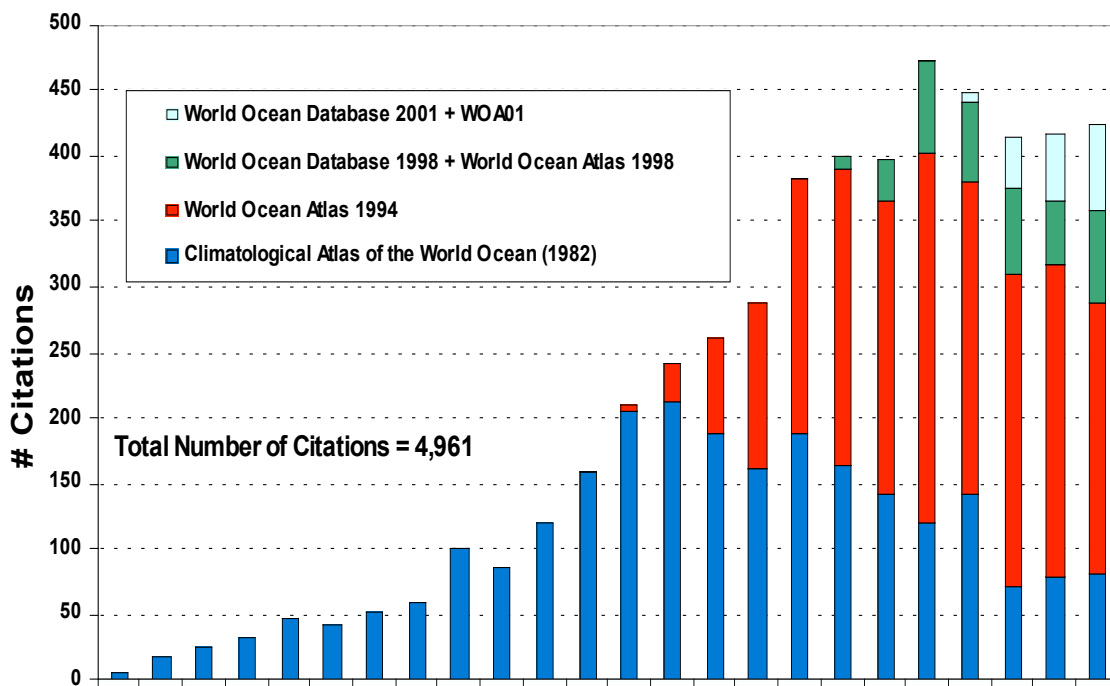 500
450
400
350
300
250
200
150
100
50
0
# Citations
World Ocean Database 2001 + WOA01
World Ocean Database 1998 + World Ocean Atlas 1998
World Ocean Atlas 1994
Climatological Atlas of the World Ocean (1982)
Total Number of Citations = 4,961